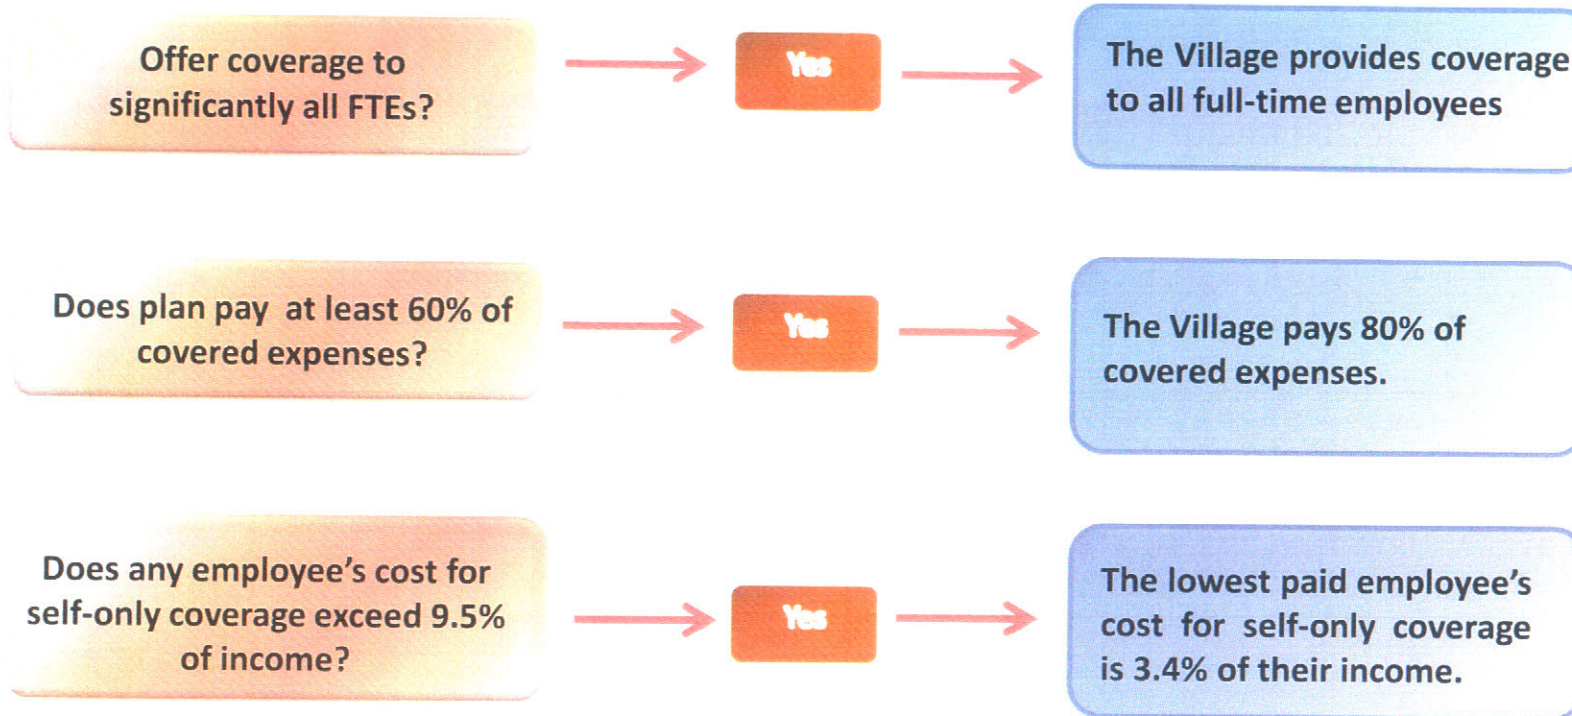 Offer coverage to
significantly all FTEs?
Yes
The Village provides coverage
to all full-time employees
Does plan pay at least 60% of
covered expenses?
Yes
The Village pays 80% of
covered expenses.
Does any employee's cost for
self-only coverage exceed 9.5%
of income?
Yes
The lowest paid employee's
cost for self-only coverage
is 3.4% of their income.